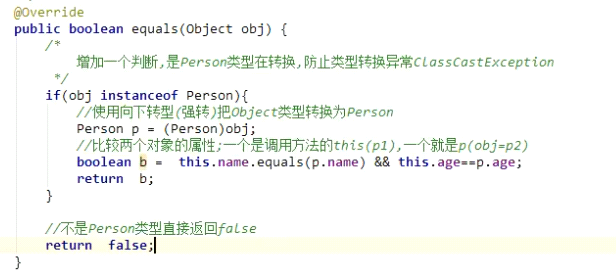 @Override
public boolean equals(Object obj) {
/*
增加一个判断,是Person类型在转换,防止类型转换异常ClassCastException
*/
if(obj instanceof Person){
//使用向下转型(强转)把Object类型转换为Person
Person p = (Person)obj;
//比较两个对象的属性;一个是调用方法的this(p1),一个就是p(obj=p2)
boolean b =  this.name.equals(p.name) && this.age==p.age;
return  b;
}
//不是Person类型直接返回false
return  false;
}